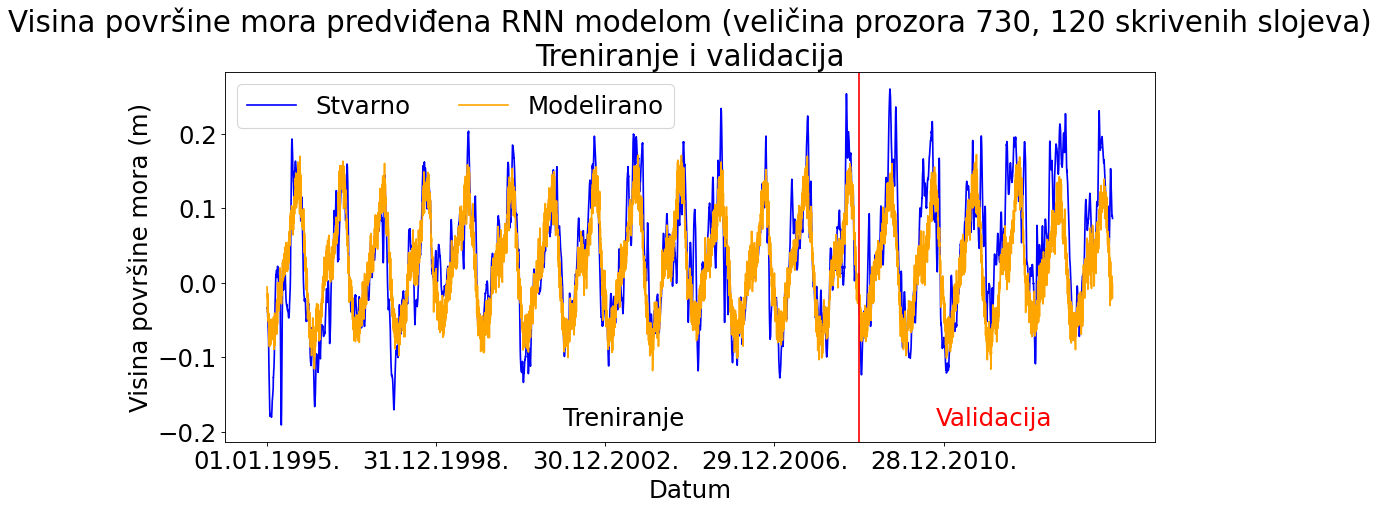 Visina površine mora predviđena RNN modelom (veličina prozora 730, 120 skrivenih slojeva)
Treniranje i validacija
Stvarno Modelirano
Visina površine mora (m)
0.2
0.1
0.0
−0.1
−0.2
Treniranje Validacija
01.01.1995. 31.12.1998. 30.12.2002. 29.12.2006. 28.12.2010.
Datum